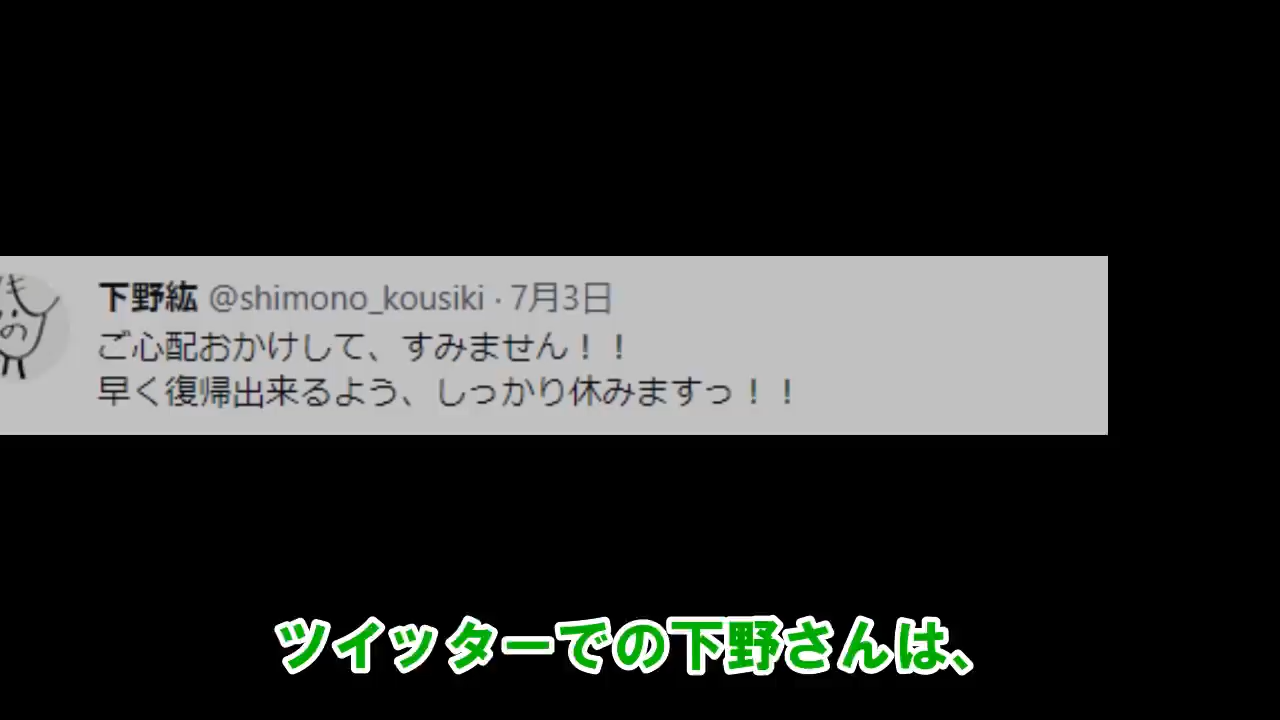 下野紘 @shimono_kousiki · 7月3日
ご心配おかけして、すみません！！
早く復帰出来るよう、しっかり休みますっ！！
ツイッターでの下野さんは、